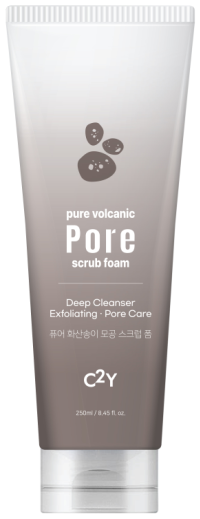 pure volcanic
Pore
scrub foam
Deep Cleanser
Exfoliating · Pore Care
퓨어 화산송이 모공 스크럽 폼
C2Y
250ml / 8.45 fl. oz.